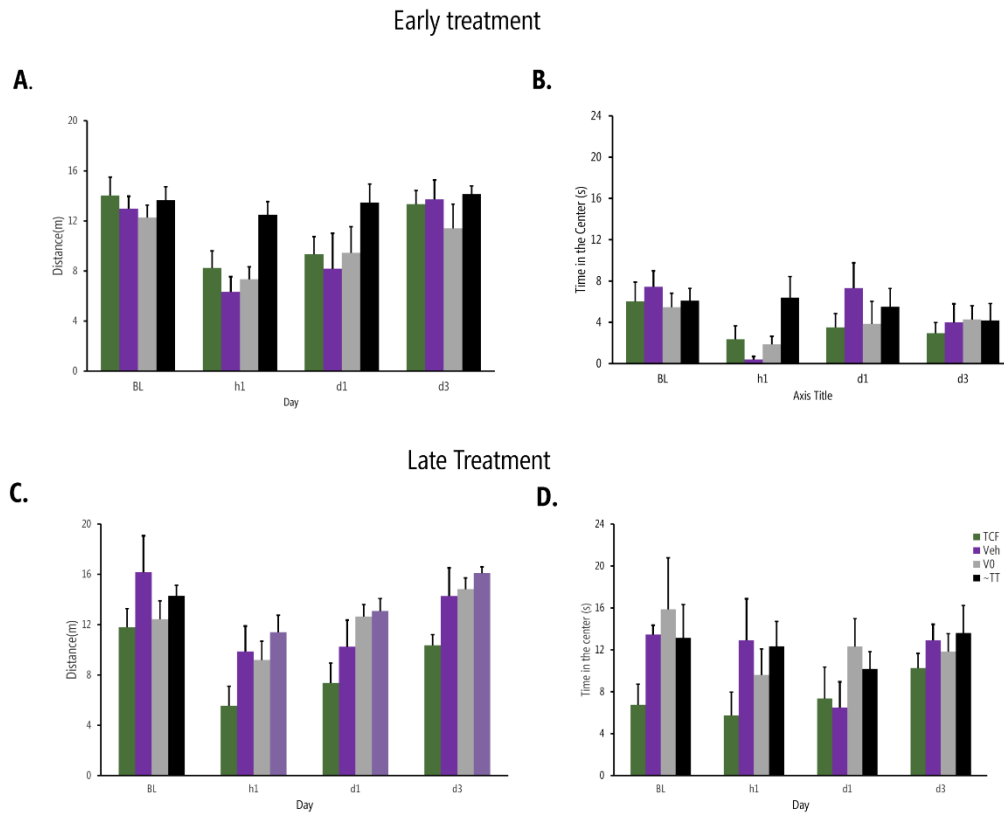 Early treatment
A.
B.
Distance(m)
20
16
12
8
4
0
BL h1 d1 d3
Day
Time in the Center (s)
24
20
16
12
8
4
0
BL h1 d1 d3
Axis Title
Late Treatment
C.
D.
Distance(m)
20
16
12
8
4
0
BL h1 d1 d3
Day
Time in the center (s)
24
20
16
12
8
4
0
BL h1 d1 d3
Day
TCF
Veh
V0
~TT